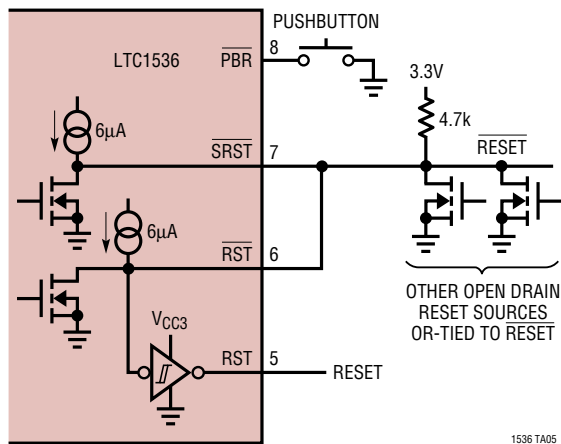 PUSHBUTTON
LTC1536
PBR
8
3.3V
6μA
4.7k
SRST
7
RESET
6μA
RST
6
OTHER OPEN DRAIN
RESET SOURCES
OR-TIED TO RESET
VCC3
RST
5
RESET
1536 TA05